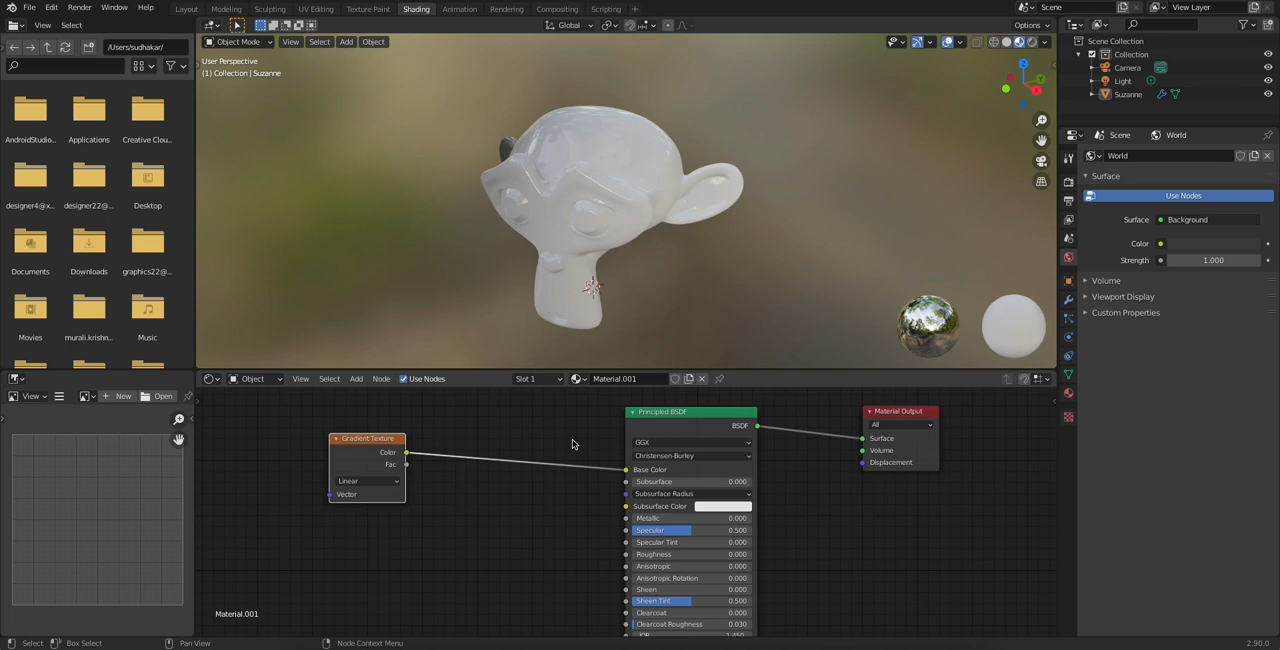 File Edit Render Window Help Layout Modeling Sculpting UV Editing Texture Paint Shading Animation Rendering Compositing Scripting + Scene View Layer
View Select Global Options
/Users/sudhakar/ Object Mode View Select Add Object
User Perspective
(1) Collection | Suzanne
Scene Collection
Collection
Camera
Light
Suzanne
AndroidStudio... Applications Creative Clou...
designer4@x... designer22@... Desktop
Documents Downloads graphics22@...
Movies murali.krishn... Music
Scene World
World
Surface
Use Nodes
Surface Background
Color
Strength 1.000
Volume
Viewport Display
Custom Properties
Object View Select Add Node Use Nodes Slot 1 Material.001
View New Open
Gradient Texture
Color
Fac
Linear
Vector
Principled BSDF
BSDF
GGX
Christensen-Burley
Base Color
Subsurface 0.000
Subsurface Radius
Subsurface Color
Metallic 0.000
Specular 0.500
Specular Tint 0.000
Roughness 0.000
Anisotropic 0.000
Anisotropic Rotation 0.000
Sheen 0.000
Sheen Tint 0.500
Clearcoat 0.000
Clearcoat Roughness 0.030
IOR 1.450
Material Output
All
Surface
Volume
Displacement
Material.001
Select Box Select Pan View Node Context Menu 2.90.0
X Y Z